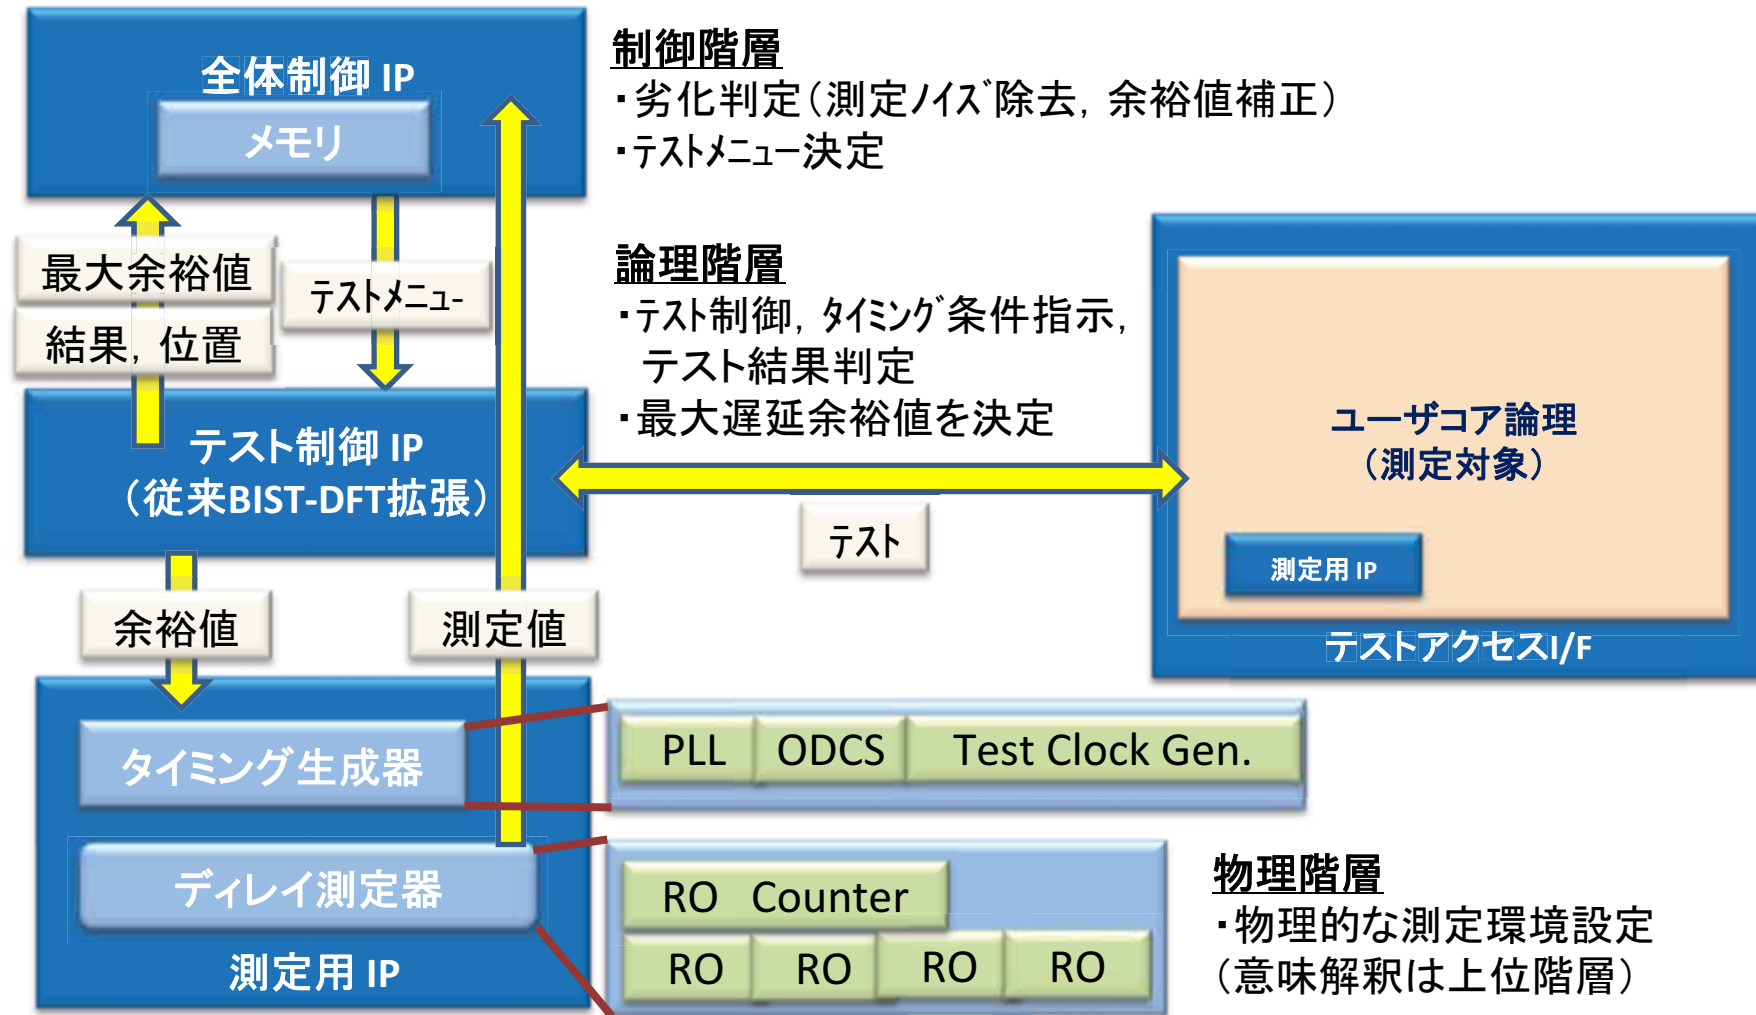 全体制御 IP
メモリ
制御階層
・劣化判定（測定ﾉｲｽﾞ除去，余裕値補正）
・ﾃｽﾄﾒﾆｭｰ決定
最大余裕値
結果，位置
ﾃｽﾄﾒﾆｭｰ
論理階層
・ﾃｽﾄ制御，ﾀｲﾐﾝｸﾞ条件指示，
テスト結果判定
・最大遅延余裕値を決定
テスト制御 IP
（従来BIST-DFT拡張）
テスト
ユーザコア論理
（測定対象）
測定用 IP
テストアクセスI/F
余裕値
測定値
タイミング生成器
PLL
ODCS
Test Clock Gen.
ディレイ測定器
RO Counter
RO
RO
RO
RO
測定用 IP
物理階層
・物理的な測定環境設定
（意味解釈は上位階層）